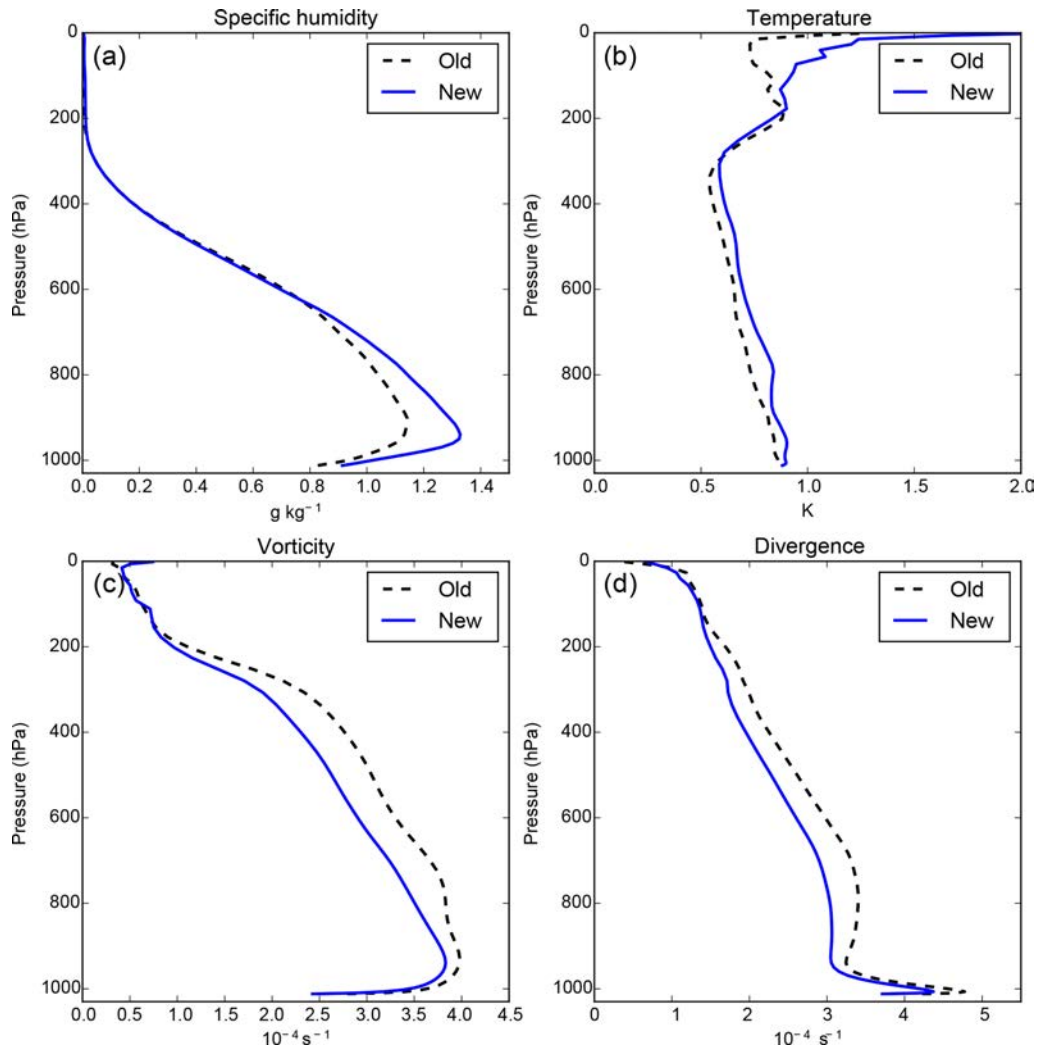 Specific humidity
(a)
Old
New
0
200
400
600
800
1000
Pressure (hPa)
0.0 0.2 0.4 0.6 0.8 1.0 1.2 1.4
g kg⁻¹
Temperature
(b)
Old
New
0
200
400
600
800
1000
Pressure (hPa)
0.0 0.5 1.0 1.5 2.0
K
Vorticity
(c)
Old
New
0
200
400
600
800
1000
Pressure (hPa)
0.0 0.5 1.0 1.5 2.0 2.5 3.0 3.5 4.0 4.5
10⁻⁴ s⁻¹
Divergence
(d)
Old
New
0
200
400
600
800
1000
Pressure (hPa)
0 1 2 3 4 5
10⁻⁴ s⁻¹